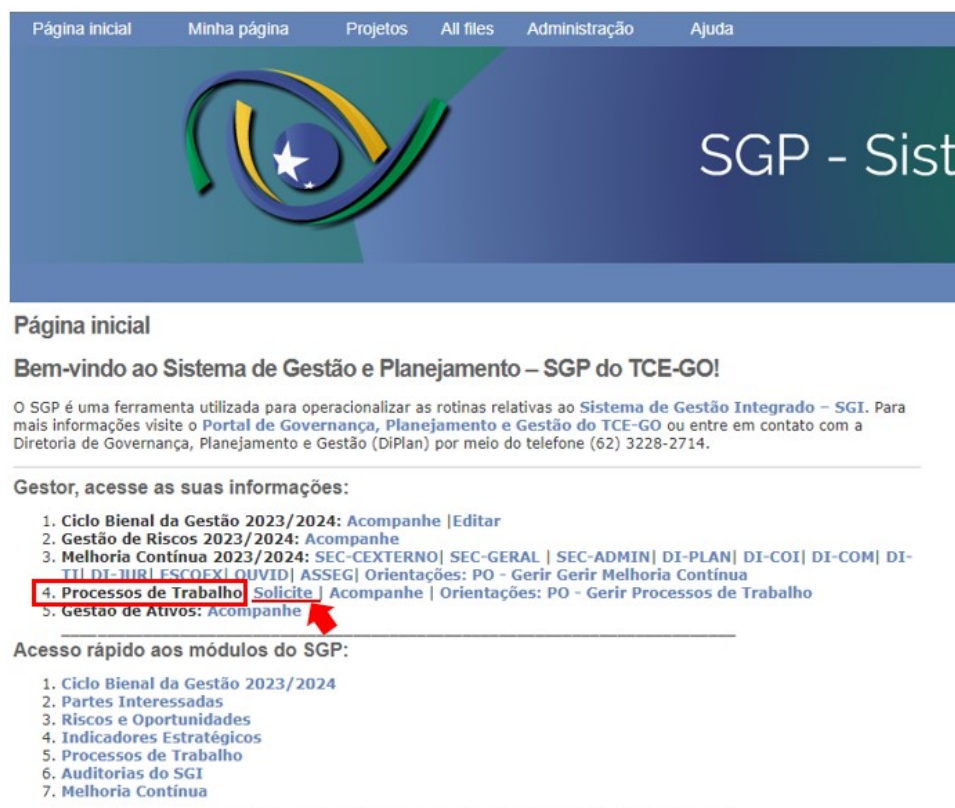 Página inicial Minha página Projetos All files Administração Ajuda
SGP - Sist
Página inicial
Bem-vindo ao Sistema de Gestão e Planejamento – SGP do TCE-GO!
O SGP é uma ferramenta utilizada para operacionalizar as rotinas relativas ao Sistema de Gestão Integrado – SGI. Para
mais informações visite o Portal de Governança, Planejamento e Gestão do TCE-GO ou entre em contato com a
Diretoria de Governança, Planejamento e Gestão (DiPlan) por meio do telefone (62) 3228-2714.
Gestor, acesse as suas informações:
1. Ciclo Bienal da Gestão 2023/2024: Acompanhe |Editar
2. Gestão de Riscos 2023/2024: Acompanhe
3. Melhoria Contínua 2023/2024: SEC-CEXTERNO| SEC-GERAL | SEC-ADMIN| DI-PLAN| DI-COI| DI-COM| DI-
TI| DI-JUR| ESCOEX| OUVID| ASSEG| Orientações: PO - Gerir Gerir Melhoria Contínua
4. Processos de Trabalho Solicite | Acompanhe | Orientações: PO - Gerir Processos de Trabalho
5. Gestão de Ativos: Acompanhe
Acesso rápido aos módulos do SGP:
1. Ciclo Bienal da Gestão 2023/2024
2. Partes Interessadas
3. Riscos e Oportunidades
4. Indicadores Estratégicos
5. Processos de Trabalho
6. Auditorias do SGI
7. Melhoria Contínua